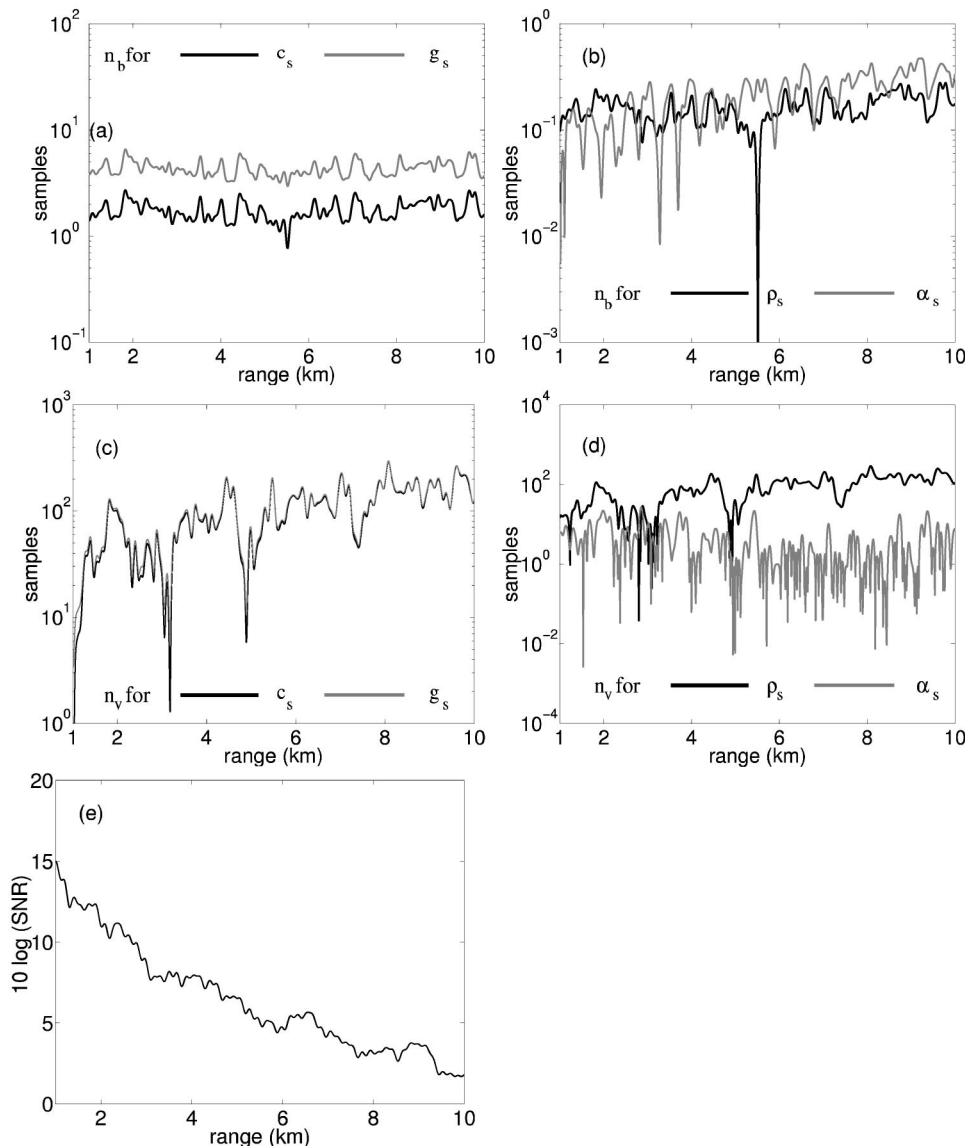 10^2
n_b for c_s g_s
10^1
(a)
samples
10^0
10^-1
1 2 4 6 8 10
range (km)
10^0
(b)
10^-1
samples
10^-2
n_b for ρ_s α_s
10^-3
1 2 4 6 8 10
range (km)
10^3
(c)
10^2
samples
10^1
n_v for c_s g_s
10^0
1 2 4 6 8 10
range (km)
10^4
(d)
10^2
samples
10^0
10^-2
n_v for ρ_s α_s
10^-4
1 2 4 6 8 10
range (km)
20
(e)
15
10 log (SNR)
10
5
0
2 4 6 8 10
range (km)